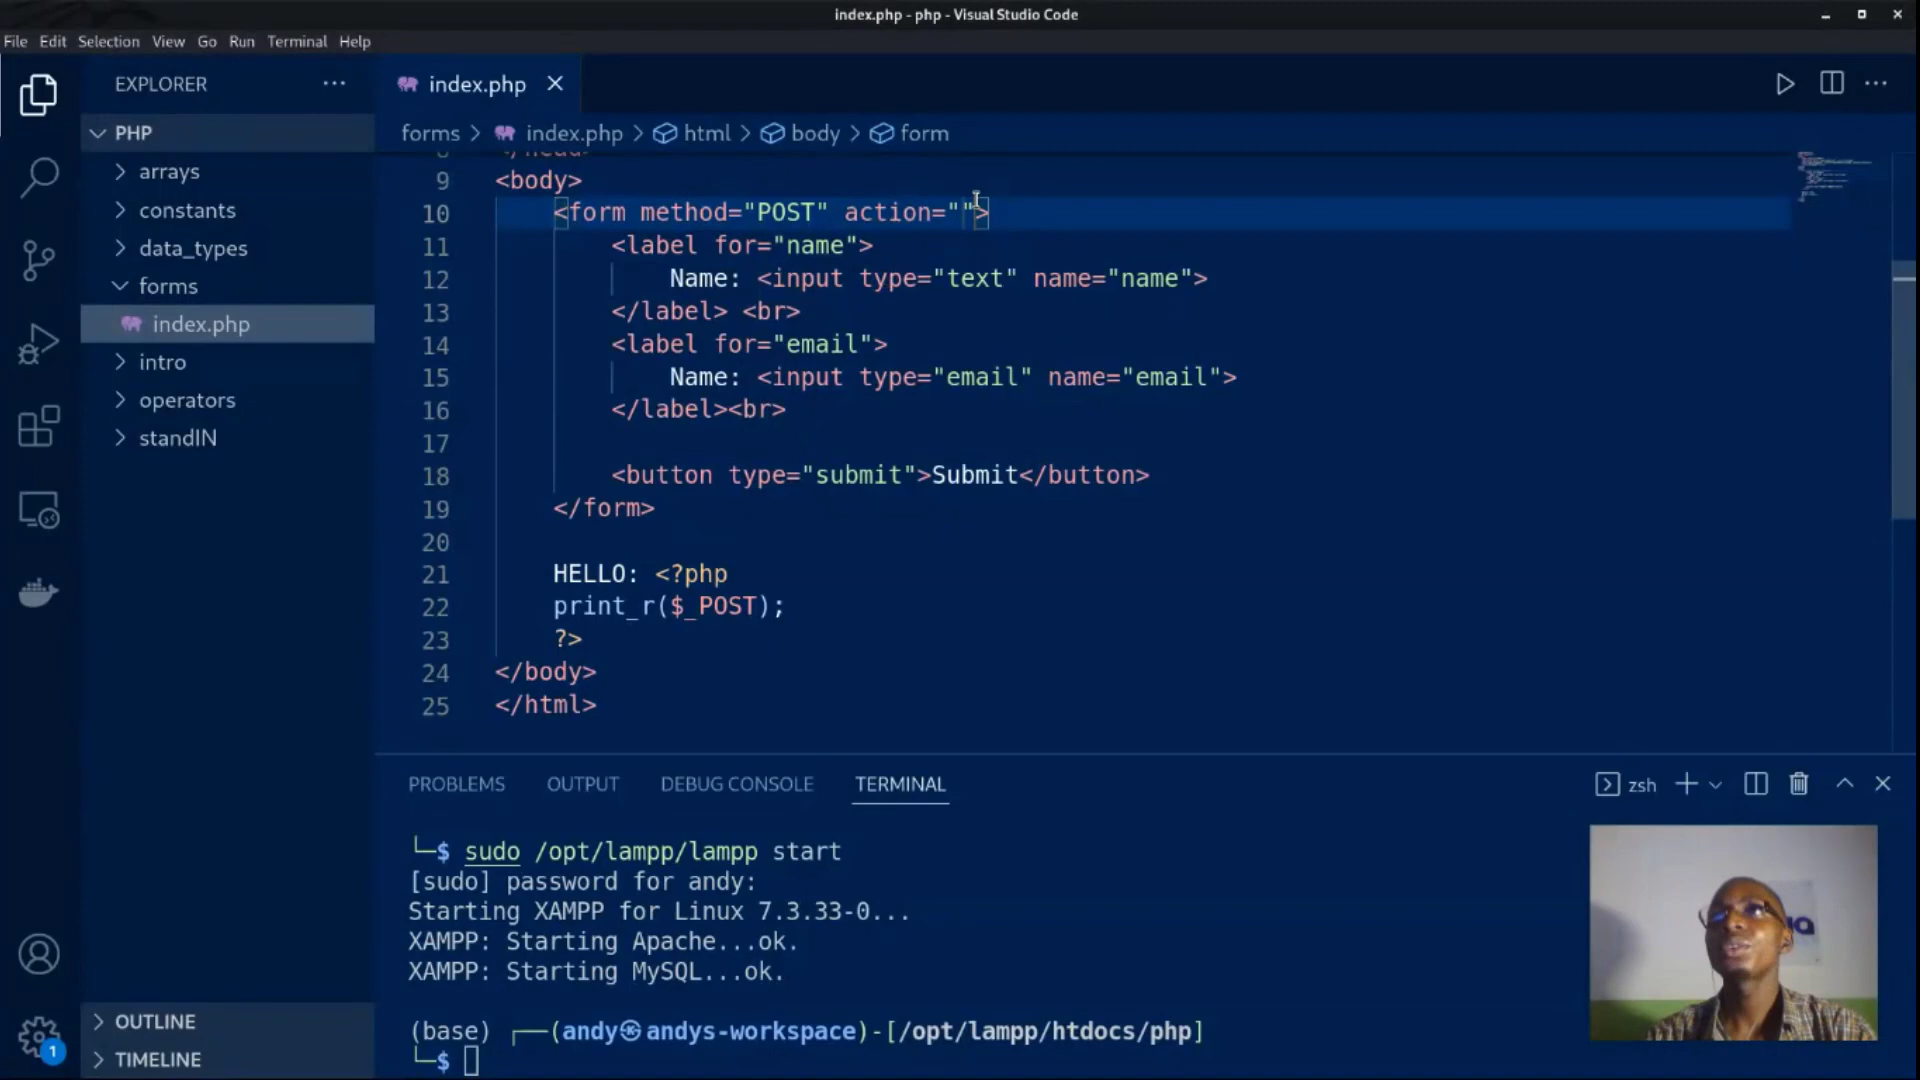 index.php - php - Visual Studio Code
File Edit Selection View Go Run Terminal Help
EXPLORER
index.php
PHP
forms > index.php > html > body > form
arrays
constants
data_types
forms
index.php
intro
operators
standIN
9 <body>
10 <form method="POST" action="">
11 <label for="name">
12 Name: <input type="text" name="name">
13 </label> <br>
14 <label for="email">
15 Name: <input type="email" name="email">
16 </label><br>
17
18 <button type="submit">Submit</button>
19 </form>
20
21 HELLO: <?php
22 print_r($_POST);
23 ?>
24 </body>
25 </html>
PROBLEMS OUTPUT DEBUG CONSOLE TERMINAL
zsh
└─$ sudo /opt/lampp/lampp start
[sudo] password for andy:
Starting XAMPP for Linux 7.3.33-0...
XAMPP: Starting Apache...ok.
XAMPP: Starting MySQL...ok.
(base) ┌──(andy㉿andys-workspace)-[/opt/lampp/htdocs/php]
└─$
1
OUTLINE
TIMELINE